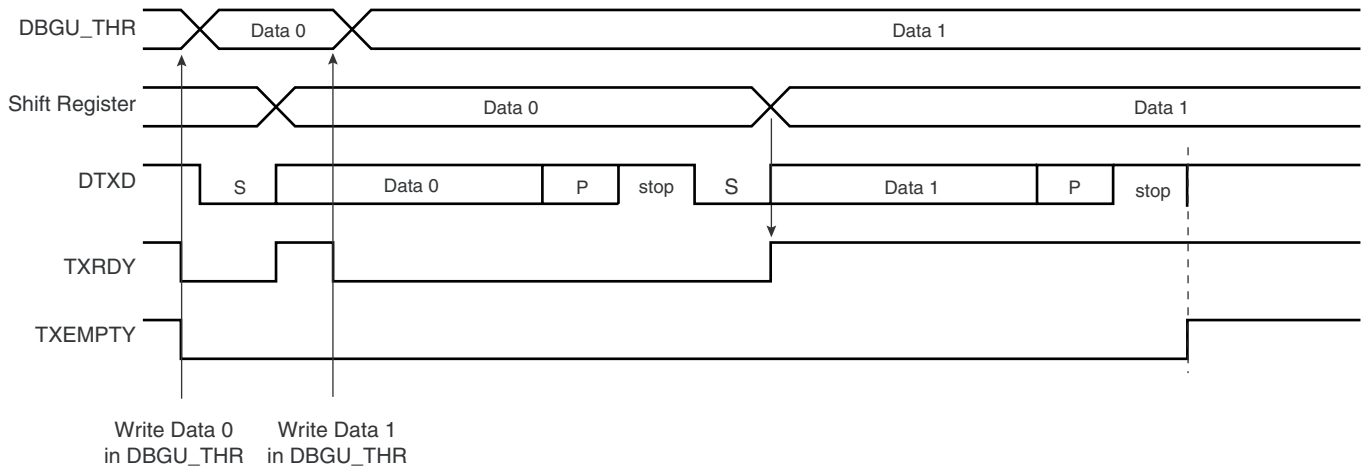 DBGU_THR Data 0 Data 1
Shift Register Data 0 Data 1
DTXD S Data 0 P stop S Data 1 P stop
TXRDY
TXEMPTY
Write Data 0 Write Data 1
in DBGU_THR in DBGU_THR